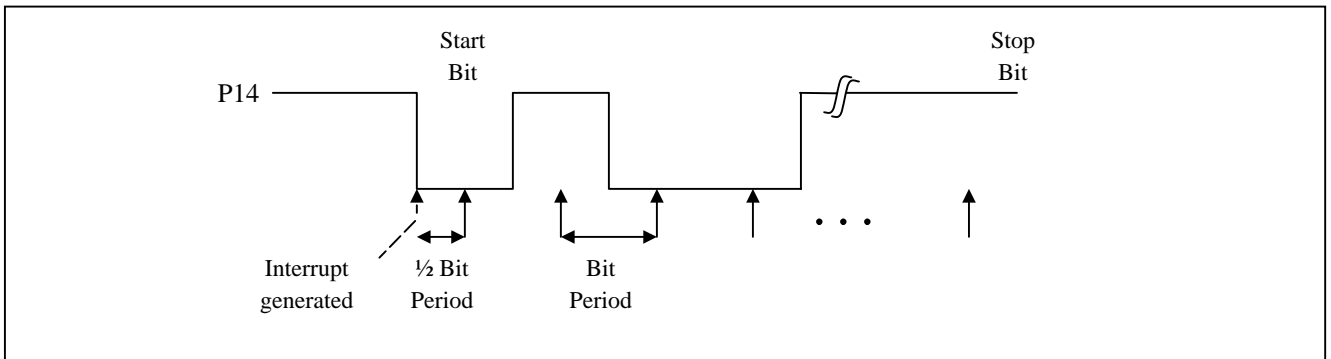 Start
Bit
Stop
Bit
P14
. . .
Interrupt
generated
½ Bit
Period
Bit
Period